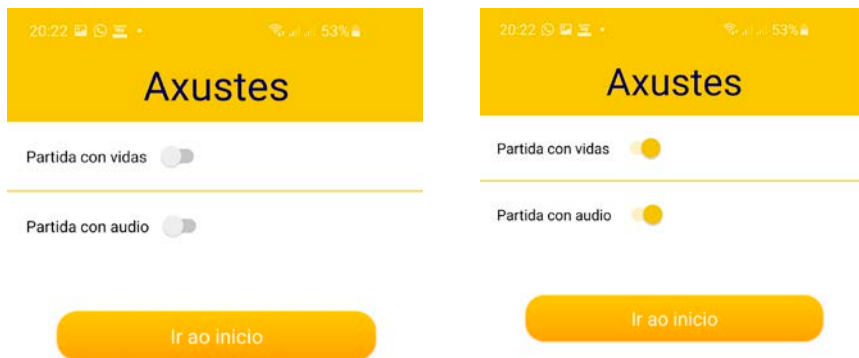 20:22
53%
Axustes
Partida con vidas
Partida con audio
Ir ao inicio
20:22
53%
Axustes
Partida con vidas
Partida con audio
Ir ao inicio